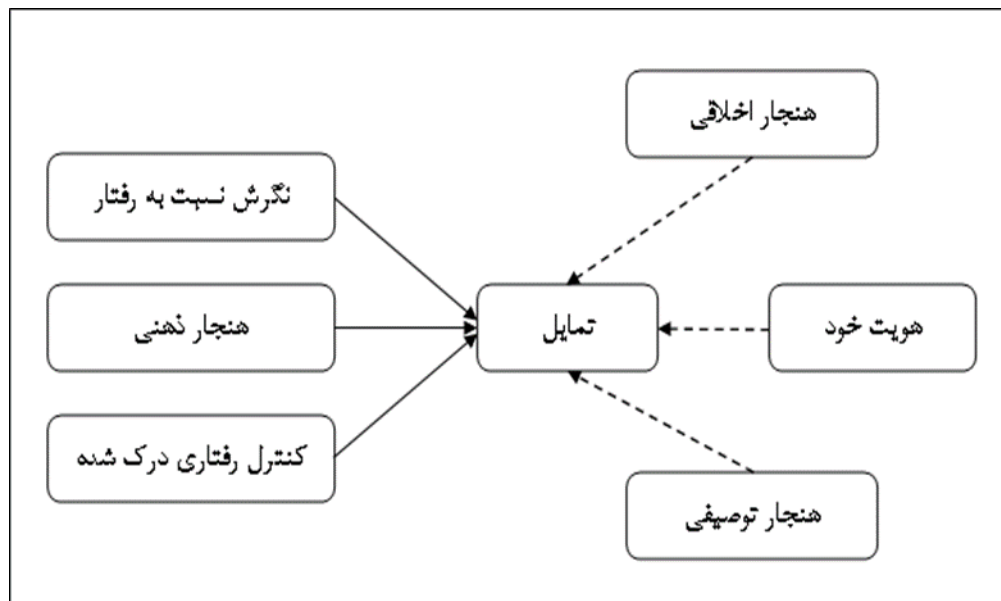 هنجار اخلاقی
نگرش نسبت به رفتار
هنجار ذهنی
تمایل
هویت خود
کنترل رفتاری درک شده
هنجار توصیفی